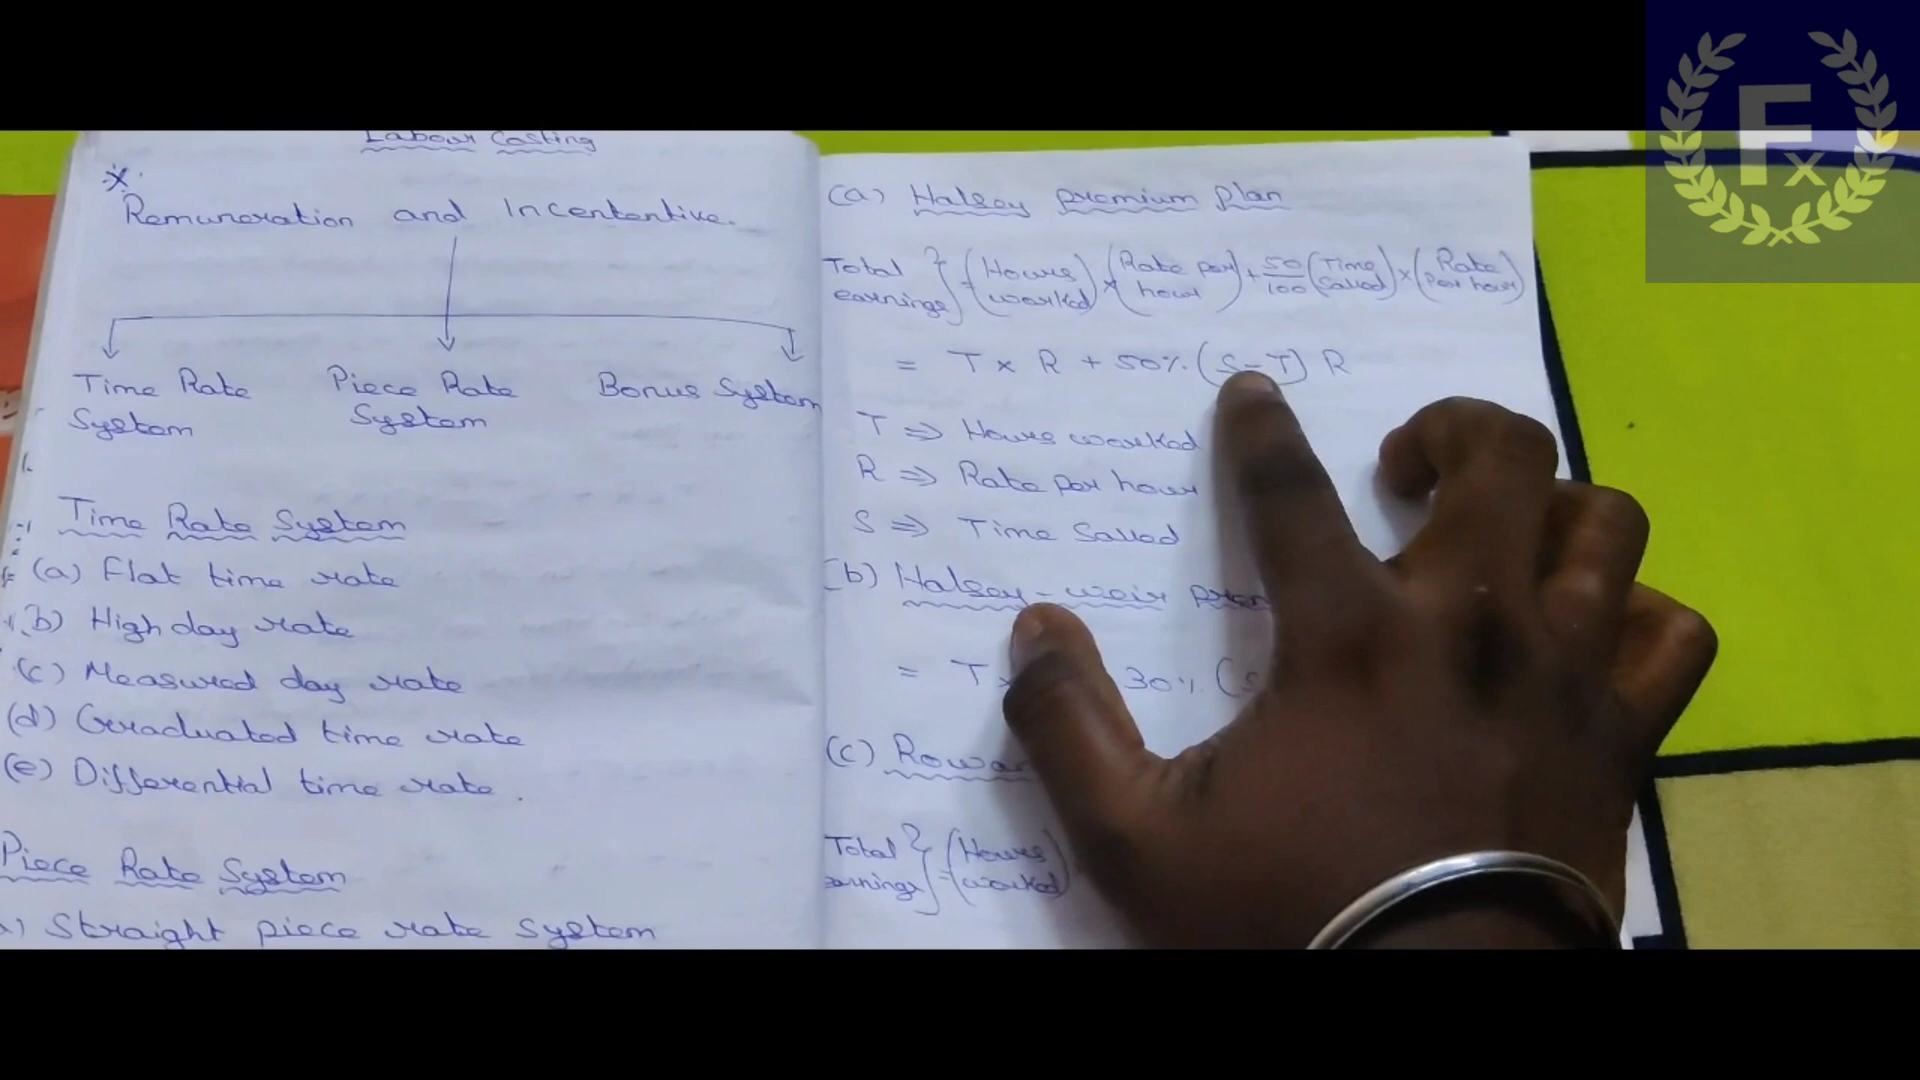 Labour Costing
Remuneration and Incententive.
Time Rate System
Piece Rate System
Bonus System
Time Rate System
(a) Flat time rate
(b) High day rate
(c) Measured day rate
(d) Graduated time rate
(e) Differential time rate.
Piece Rate System
Straight piece rate system
(a) Halsey premium plan
Total earnings } = (Hours worked) × (Rate per hour) + 50/100 (Time Saved) × (Rate per hour)
= T × R + 50% (S-T) R
T ⇒ Hours worked
R ⇒ Rate per hour
S ⇒ Time Saved
(b) Halsey - weir
= T 30% (S
(c)
Total earnings } = (Hours worked)
Fx